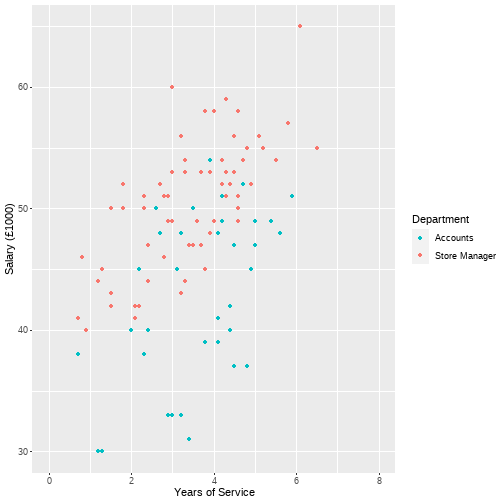 Salary (£1000)
60
50
40
30
0 2 4 6 8
Years of Service
Department
Accounts
Store Manager